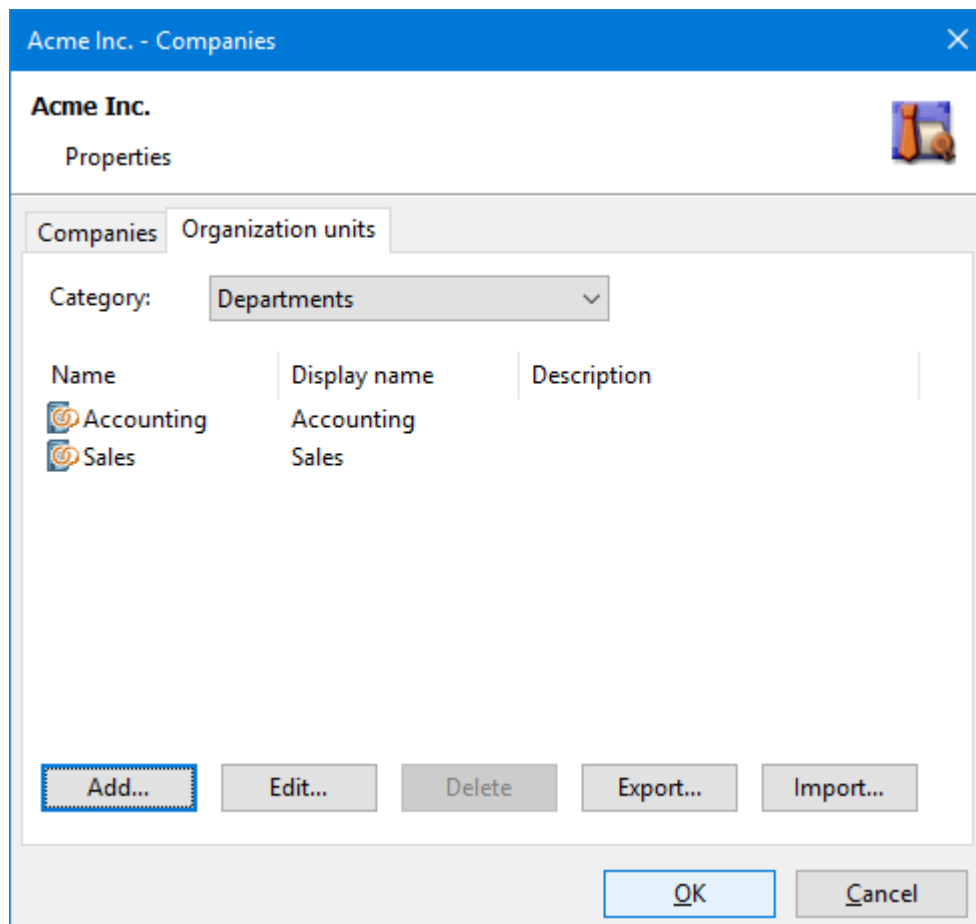 Acme Inc. - Companies
Acme Inc.
Properties
Companies Organization units
Category: Departments
Name Display name Description
Accounting Accounting
Sales Sales
Add... Edit... Delete Export... Import...
OK Cancel